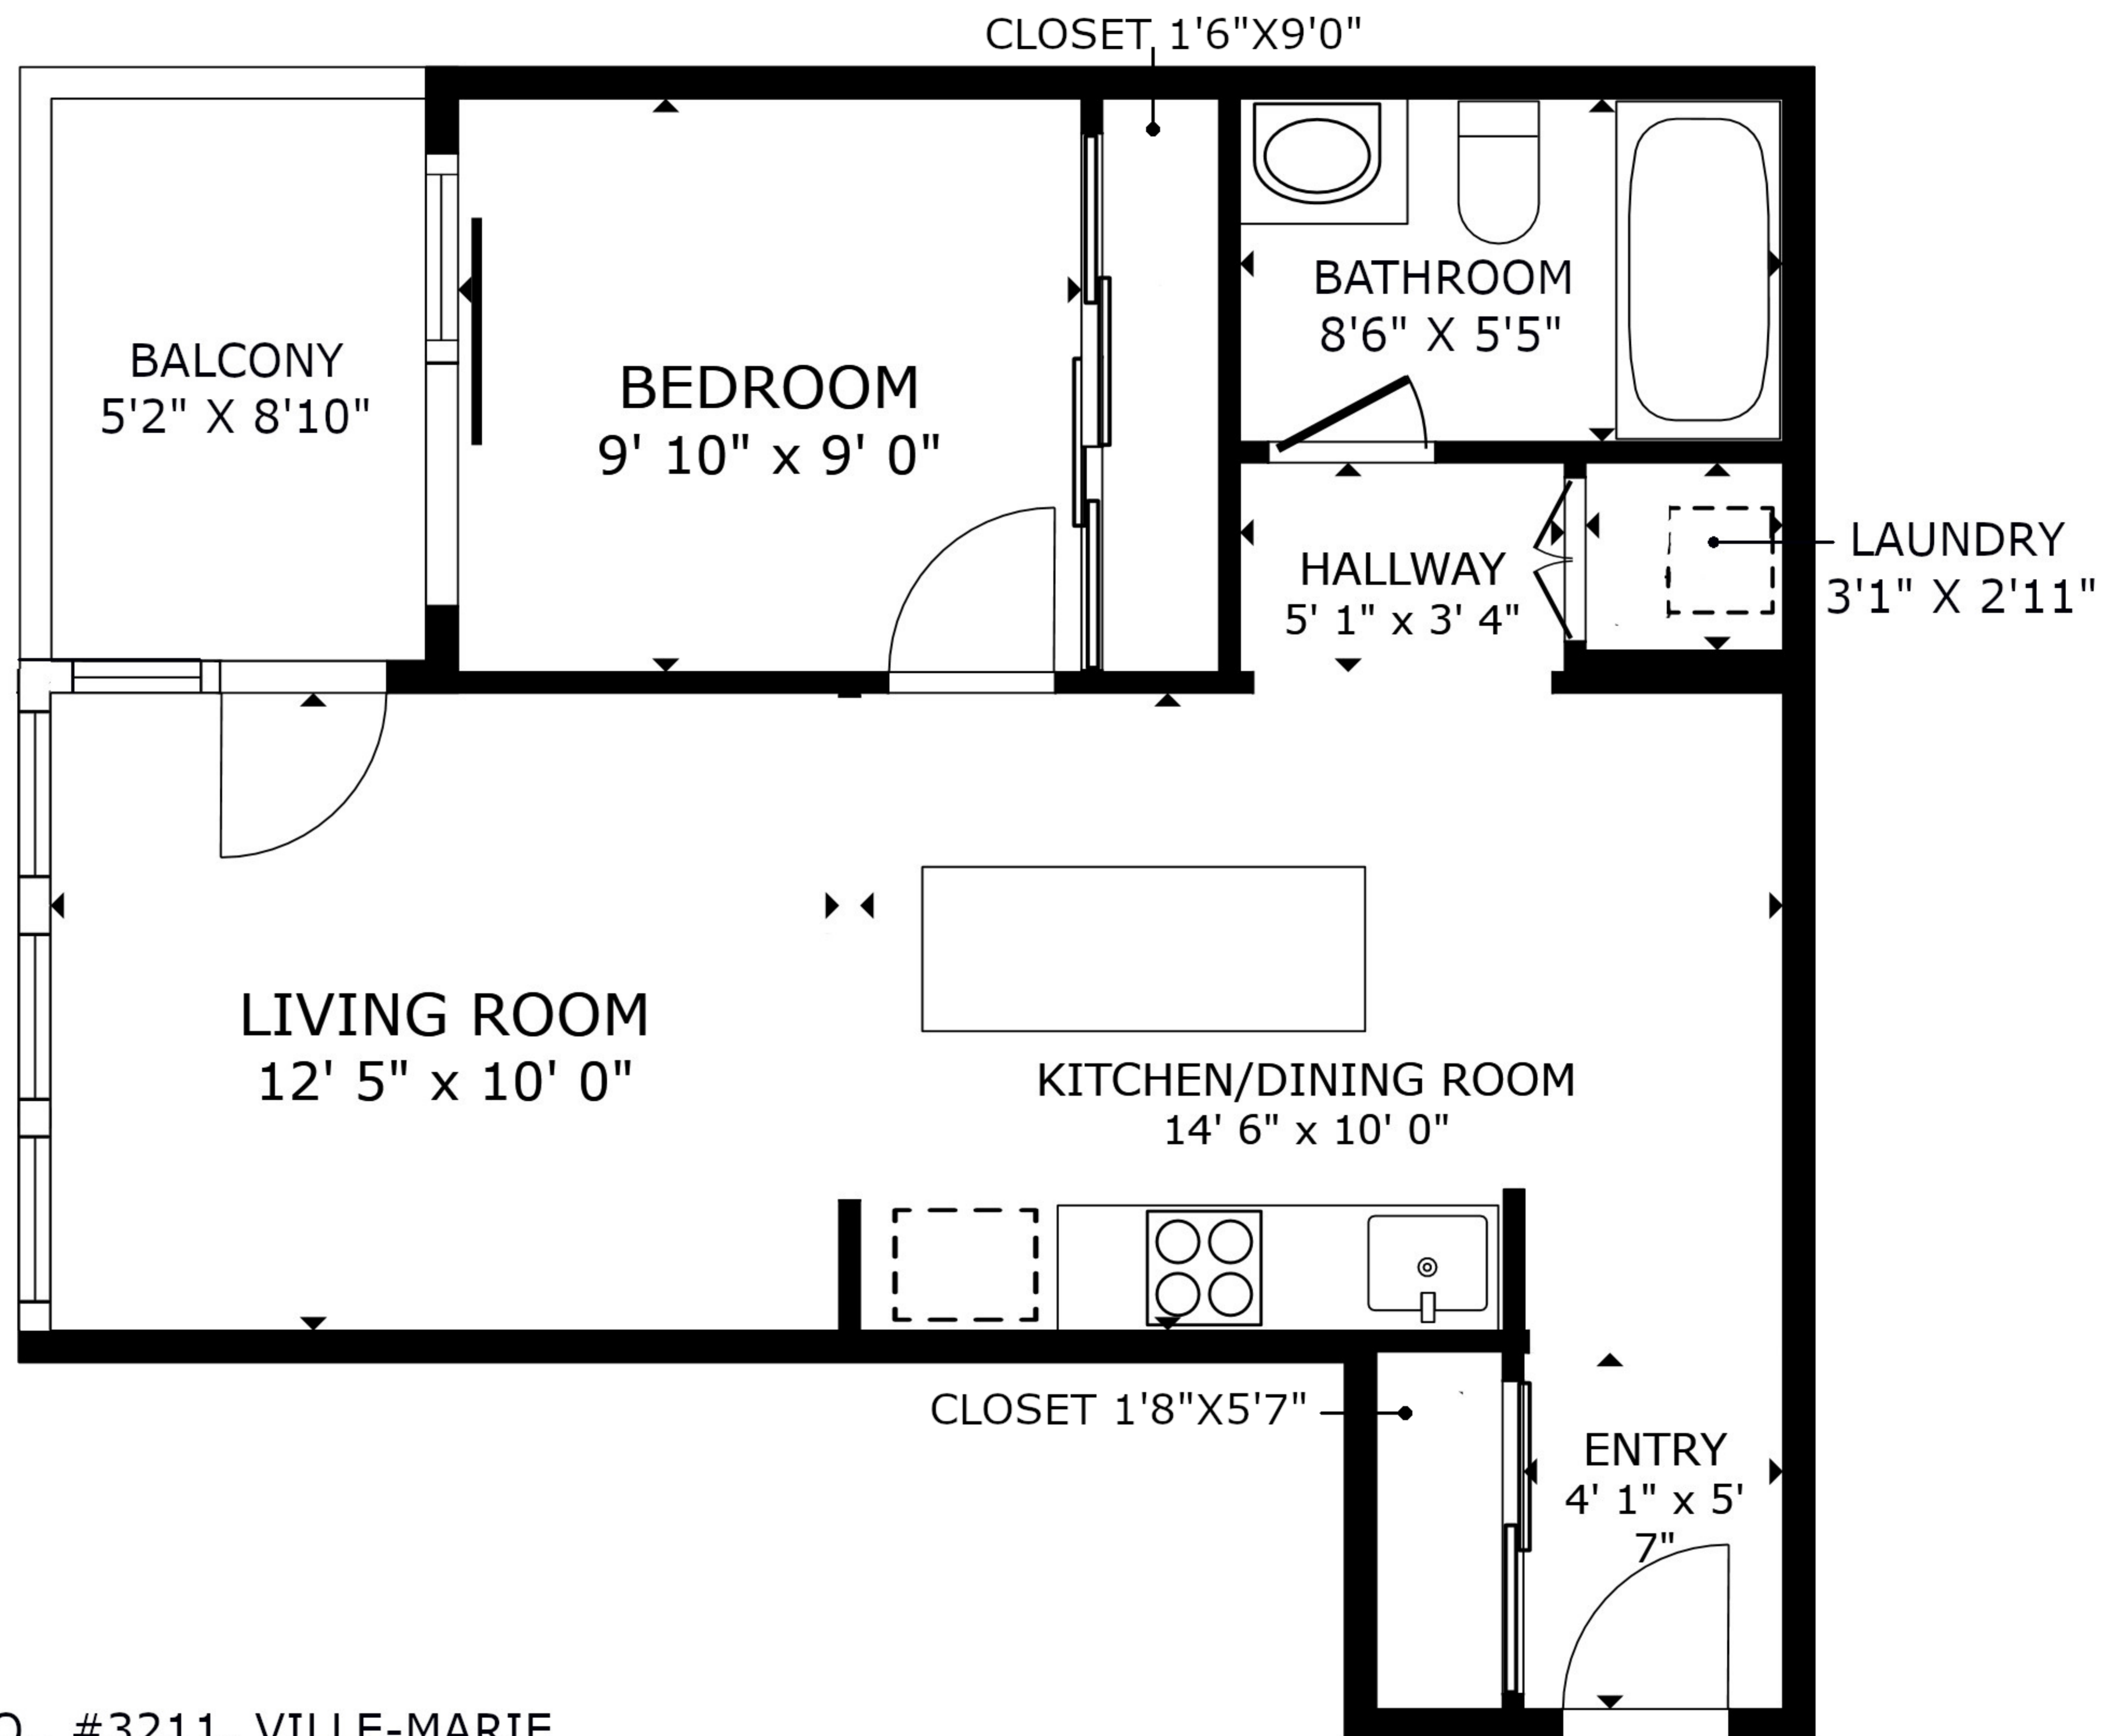 CLOSET 1'6"X9'0"
BALCONY
5'2" X 8'10"
BEDROOM
9' 10" x 9' 0"
BATHROOM
8'6" X 5'5"
HALLWAY
5' 1" x 3' 4"
LAUNDRY
3'1" X 2'11"
LIVING ROOM
12' 5" x 10' 0"
KITCHEN/DINING ROOM
14' 6" x 10' 0"
CLOSET 1'8"X5'7"
ENTRY
4' 1" x 5'
7"
#3211, VILLE-MARIE